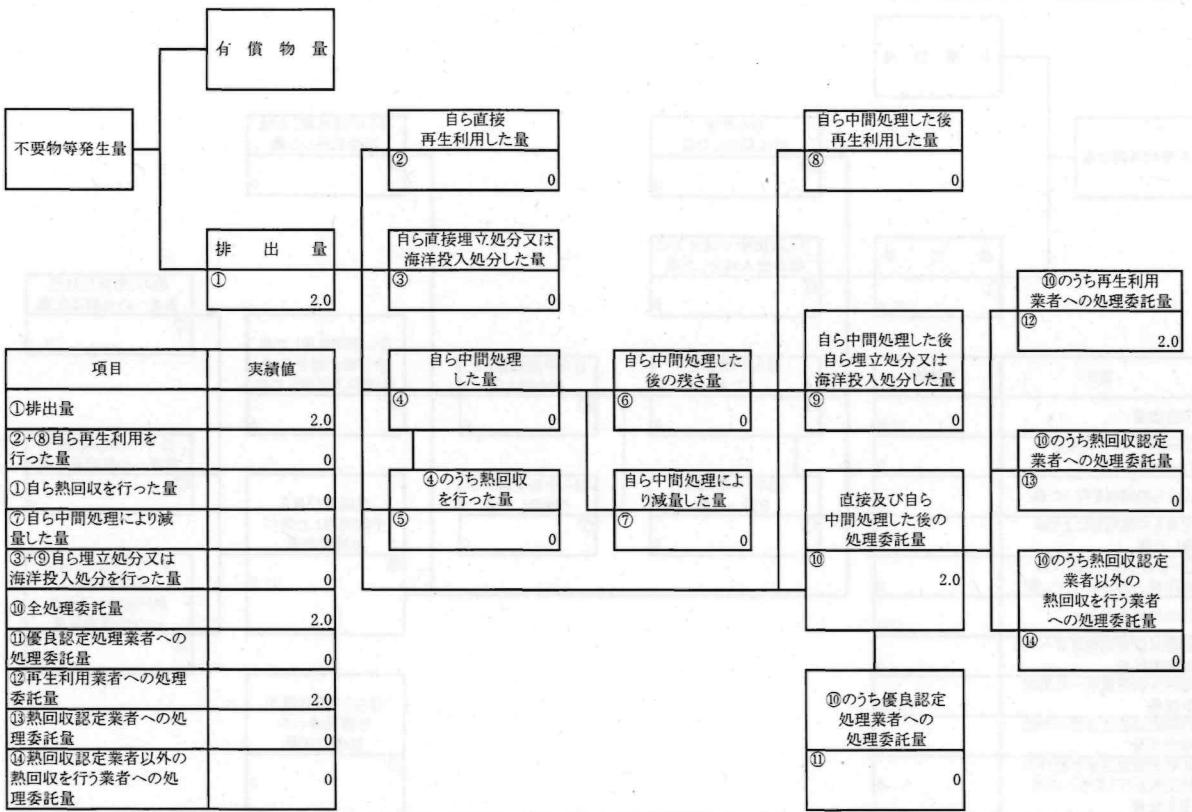 有償物量
不要物等発生量
排出量
①
2.0
自ら直接
再生利用した量
②
0
自ら直接埋立処分又は
海洋投入処分した量
③
0
自ら中間処理
した量
④
0
④のうち熱回収
を行った量
⑤
0
自ら中間処理した
後の残さ量
⑥
0
自ら中間処理によ
り減量した量
⑦
0
自ら中間処理した後
再生利用した量
⑧
0
自ら中間処理した後
自ら埋立処分又は
海洋投入処分した量
⑨
0
直接及び自ら
中間処理した後の
処理委託量
⑩
2.0
⑩のうち優良認定
処理業者への
処理委託量
⑪
0
⑩のうち再生利用
業者への処理委託量
⑫
2.0
⑩のうち熱回収認定
業者への処理委託量
⑬
0
⑩のうち熱回収認定
業者以外の
熱回収を行う業者
への処理委託量
⑭
0
項目 実績値
①排出量 2.0
②+⑧自ら再生利用を
行った量 0
①自ら熱回収を行った量 0
⑦自ら中間処理により減
量した量 0
③+⑨自ら埋立処分又は
海洋投入処分を行った量 0
⑩全処理委託量 2.0
⑪優良認定処理業者への
処理委託量 0
⑫再生利用業者への処理
委託量 2.0
⑬熱回収認定業者への処
理委託量 0
⑭熱回収認定業者以外の
熱回収を行う業者への処
理委託量 0